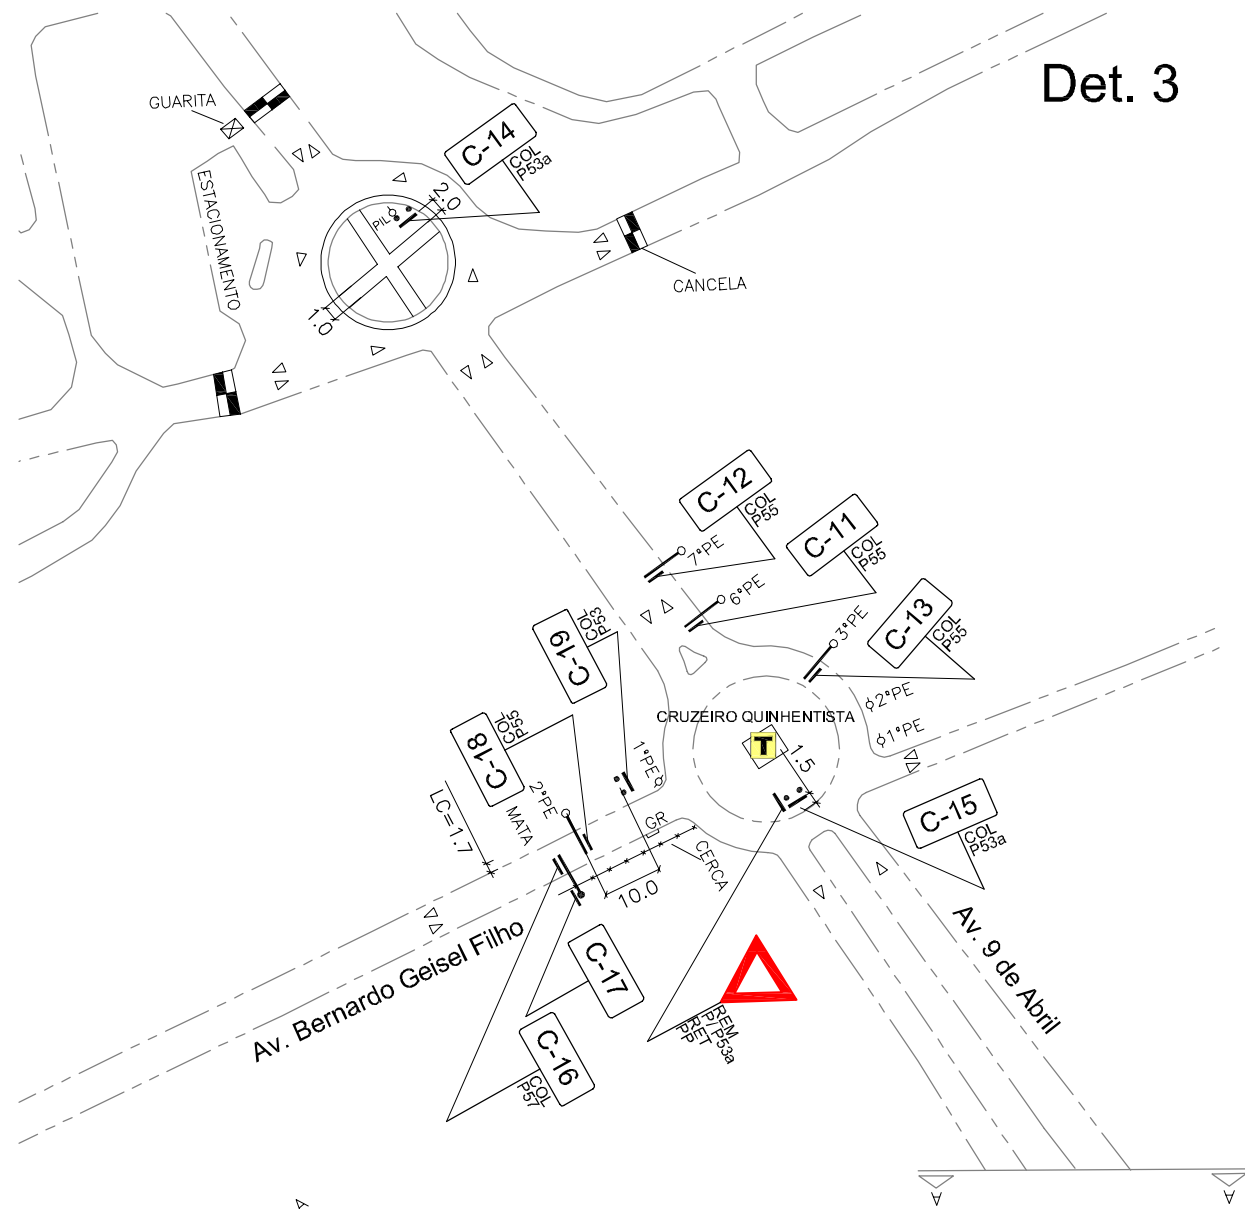 Det. 3
GUARITA
C-14
COL
P53a
ESTACIONAMENTO
PIL
2.0
CANCELA
1.0
C-12
COL
P55
C-11
COL
P55
7°PE
6°PE
C-13
COL
P55
3°PE
C-19
COL
P53
2°PE
1°PE
CRUZEIRO QUINHENTISTA
T
1.5
C-18
COL
P55
1°PE
2°PE
MATA
LC=1.7
GR
CERCA
10.0
C-15
COL
P53a
Av. Bernardo Geisel Filho
Av. 9 de Abril
C-17
C-16
COL
P57
REM
P/ P53a
RET
PP
A
A
A